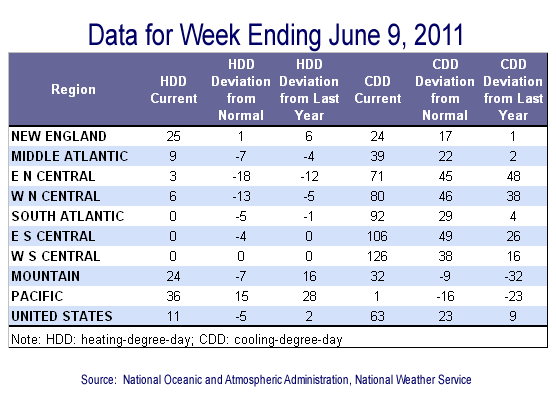 Data for Week Ending June 9, 2011
Region HDD Current HDD Deviation from Normal HDD Deviation from Last Year CDD Current CDD Deviation from Normal CDD Deviation from Last Year
NEW ENGLAND 25 1 6 24 17 1
MIDDLE ATLANTIC 9 -7 -4 39 22 2
E N CENTRAL 3 -18 -12 71 45 48
W N CENTRAL 6 -13 -5 80 46 38
SOUTH ATLANTIC 0 -5 -1 92 29 4
E S CENTRAL 0 -4 0 106 49 26
W S CENTRAL 0 0 0 126 38 16
MOUNTAIN 24 -7 16 32 -9 -32
PACIFIC 36 15 28 1 -16 -23
UNITED STATES 11 -5 2 63 23 9
Note: HDD: heating-degree-day; CDD: cooling-degree-day
Source: National Oceanic and Atmospheric Administration, National Weather Service